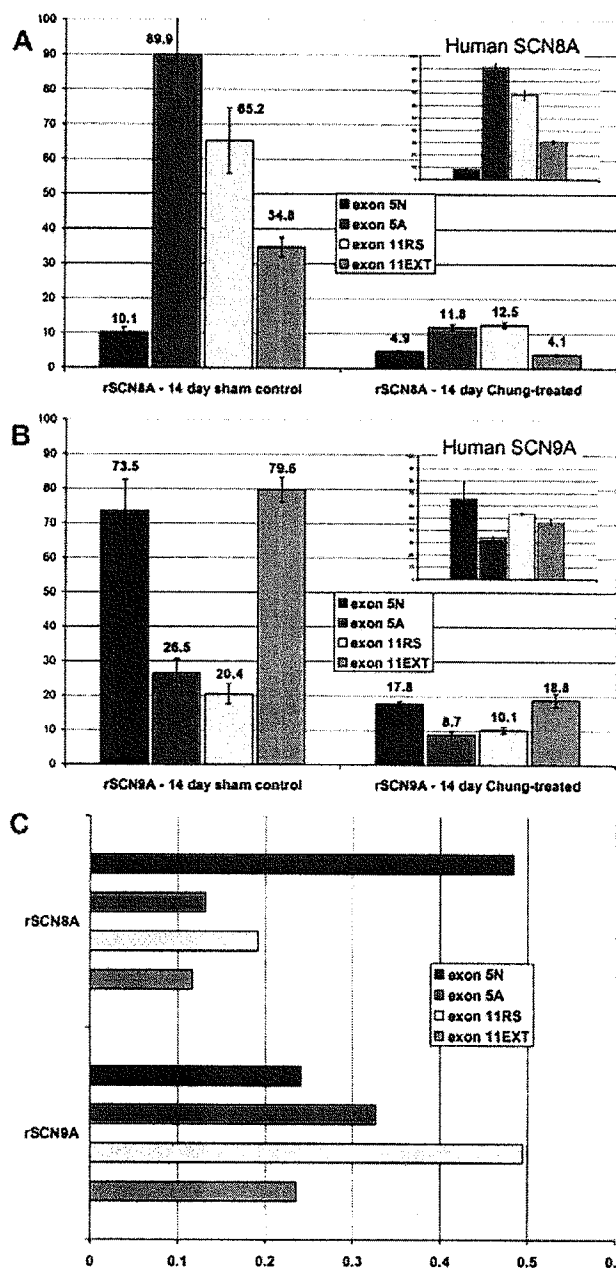 A
100
90
80
70
60
50
40
30
20
10
0
89.9
65.2
34.8
10.1
Human SCN8A
exon 5N
exon 5A
exon 11RS
exon 11EXT
4.9
11.8
12.5
4.1
rSCN8A - 14 day sham control
rSCN8A - 14 day Chung-treated
B
100
90
80
70
60
50
40
30
20
10
0
73.5
26.5
20.4
79.6
Human SCN9A
exon 5N
exon 5A
exon 11RS
exon 11EXT
17.8
8.7
10.1
18.8
rSCN9A - 14 day sham control
rSCN9A - 14 day Chung-treated
C
rSCN8A
rSCN9A
exon 5N
exon 5A
exon 11RS
exon 11EXT
0
0.1
0.2
0.3
0.4
0.5
0.6